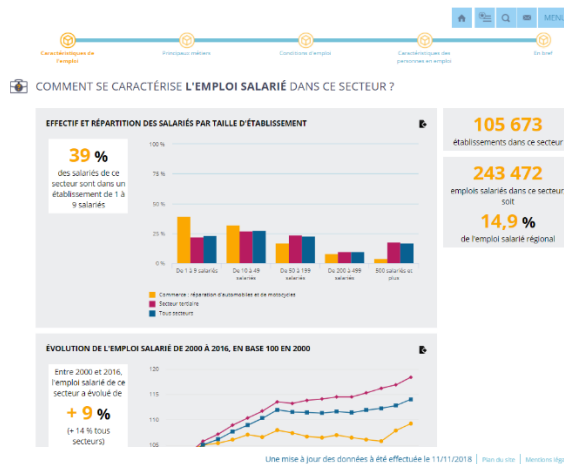 MENU
Caractéristiques de l'emploi
Principaux métiers
Conditions d'emploi
Caractéristiques des personnes en emploi
En bref
COMMENT SE CARACTÉRISE L'EMPLOI SALARIÉ DANS CE SECTEUR ?
EFFECTIF ET RÉPARTITION DES SALARIÉS PAR TAILLE D'ÉTABLISSEMENT
39 %
des salariés de ce
secteur sont dans un
établissement de 1 à
9 salariés
100 %
75 %
50 %
25 %
0 %
De 1 à 9 salariés
De 10 à 49 salariés
De 50 à 199 salariés
De 200 à 499 salariés
500 salariés et plus
Commerce ; réparation d'automobiles et de motocycles
Secteur tertiaire
Tous secteurs
105 673
établissements dans ce secteur
243 472
emplois salariés dans ce secteur
soit
14,9 %
de l'emploi salarié régional
ÉVOLUTION DE L'EMPLOI SALARIÉ DE 2000 À 2016, EN BASE 100 EN 2000
Entre 2000 et 2016,
l'emploi salarié de ce
secteur a évolué de
+ 9 %
(+ 14 % tous
secteurs)
120
115
110
105
Une mise à jour des données à été effectuée le 11/11/2018 | Plan du site | Mentions léga